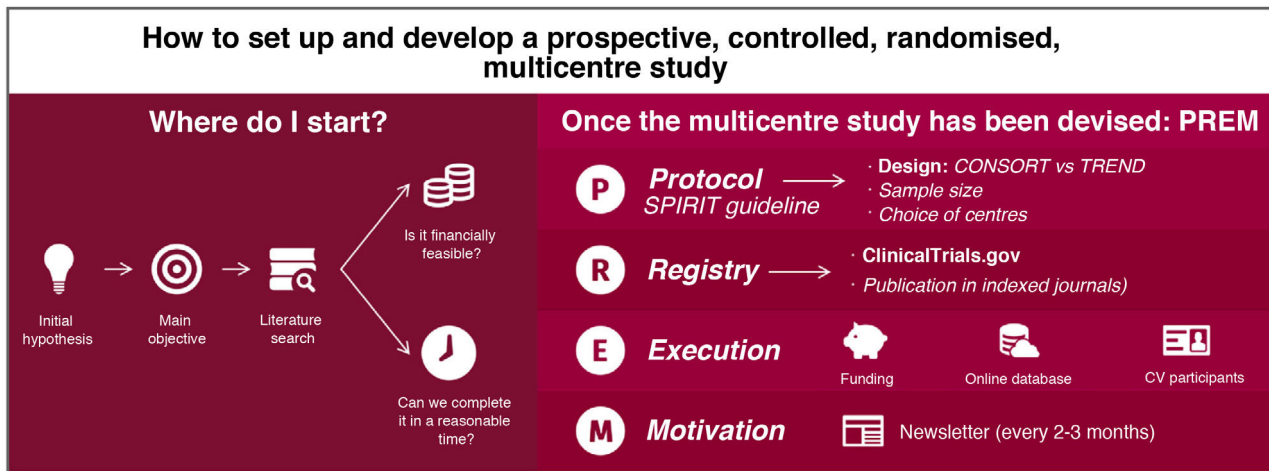 How to set up and develop a prospective, controlled, randomised,
multicentre study
Where do I start?
Initial
hypothesis
Main
objective
Literature
search
Is it financially
feasible?
Can we complete
it in a reasonable
time?
Once the multicentre study has been devised: PREM
P
Protocol
SPIRIT guideline
· Design: CONSORT vs TREND
· Sample size
· Choice of centres
R
Registry
· ClinicalTrials.gov
· Publication in indexed journals)
E
Execution
Funding
Online database
CV participants
M
Motivation
Newsletter (every 2-3 months)